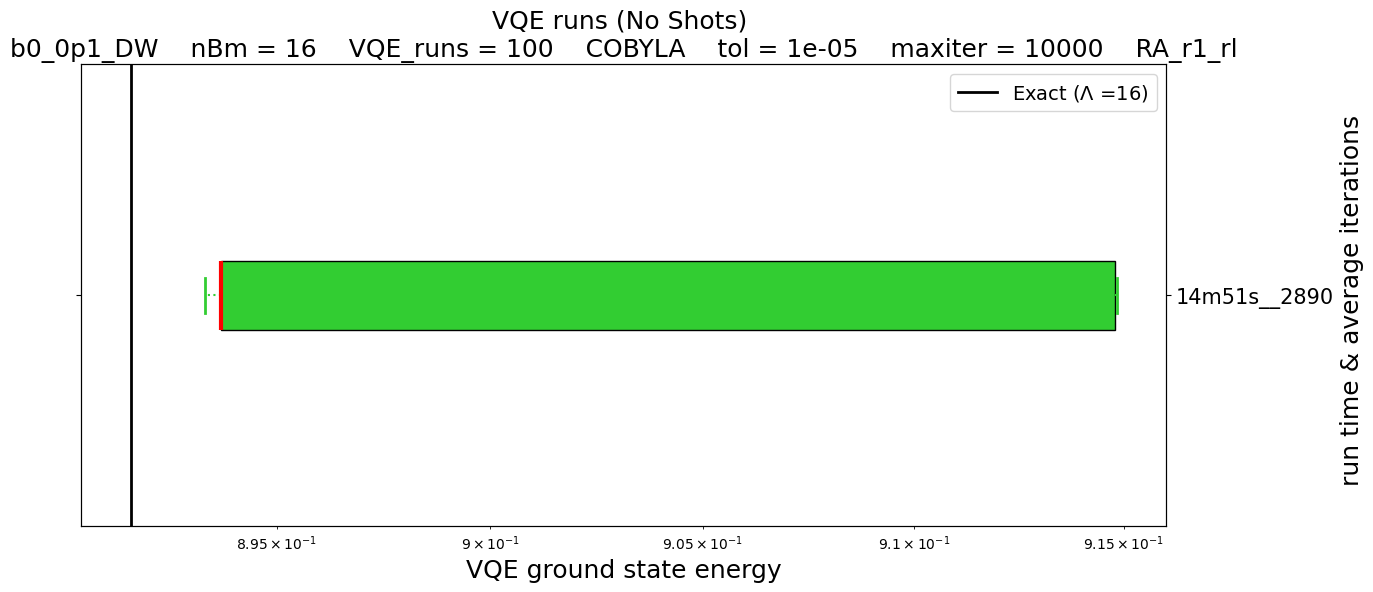 VQE runs (No Shots)
b0_0p1_DW    nBm = 16    VQE_runs = 100    COBYLA    tol = 1e-05    maxiter = 10000    RA_r1_rl
Exact (Λ =16)
14m51s__2890
run time & average iterations
8.95 × 10⁻¹
9 × 10⁻¹
9.05 × 10⁻¹
9.1 × 10⁻¹
9.15 × 10⁻¹
VQE ground state energy